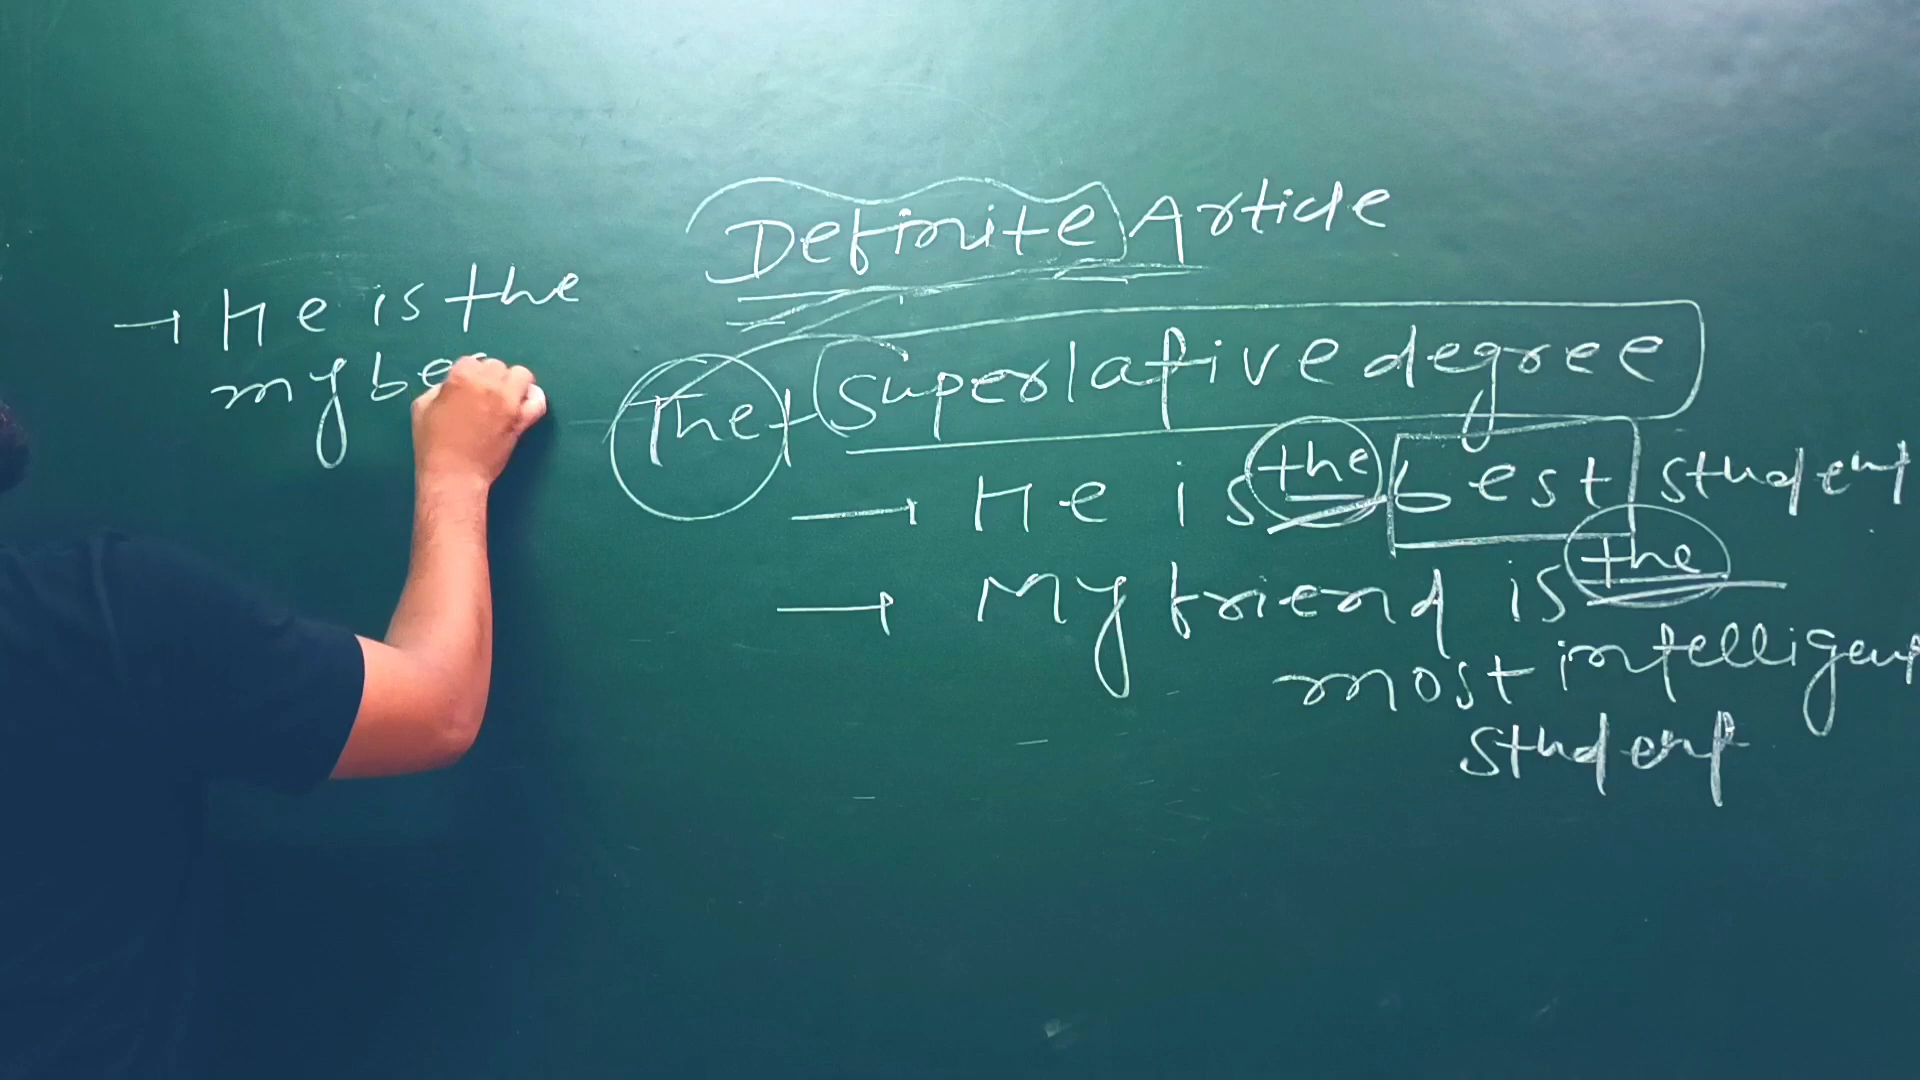 Definite Article
The + Superlative degree
→ He is the best student
→ My friend is the
most intelligent
student
→ He is the
my be